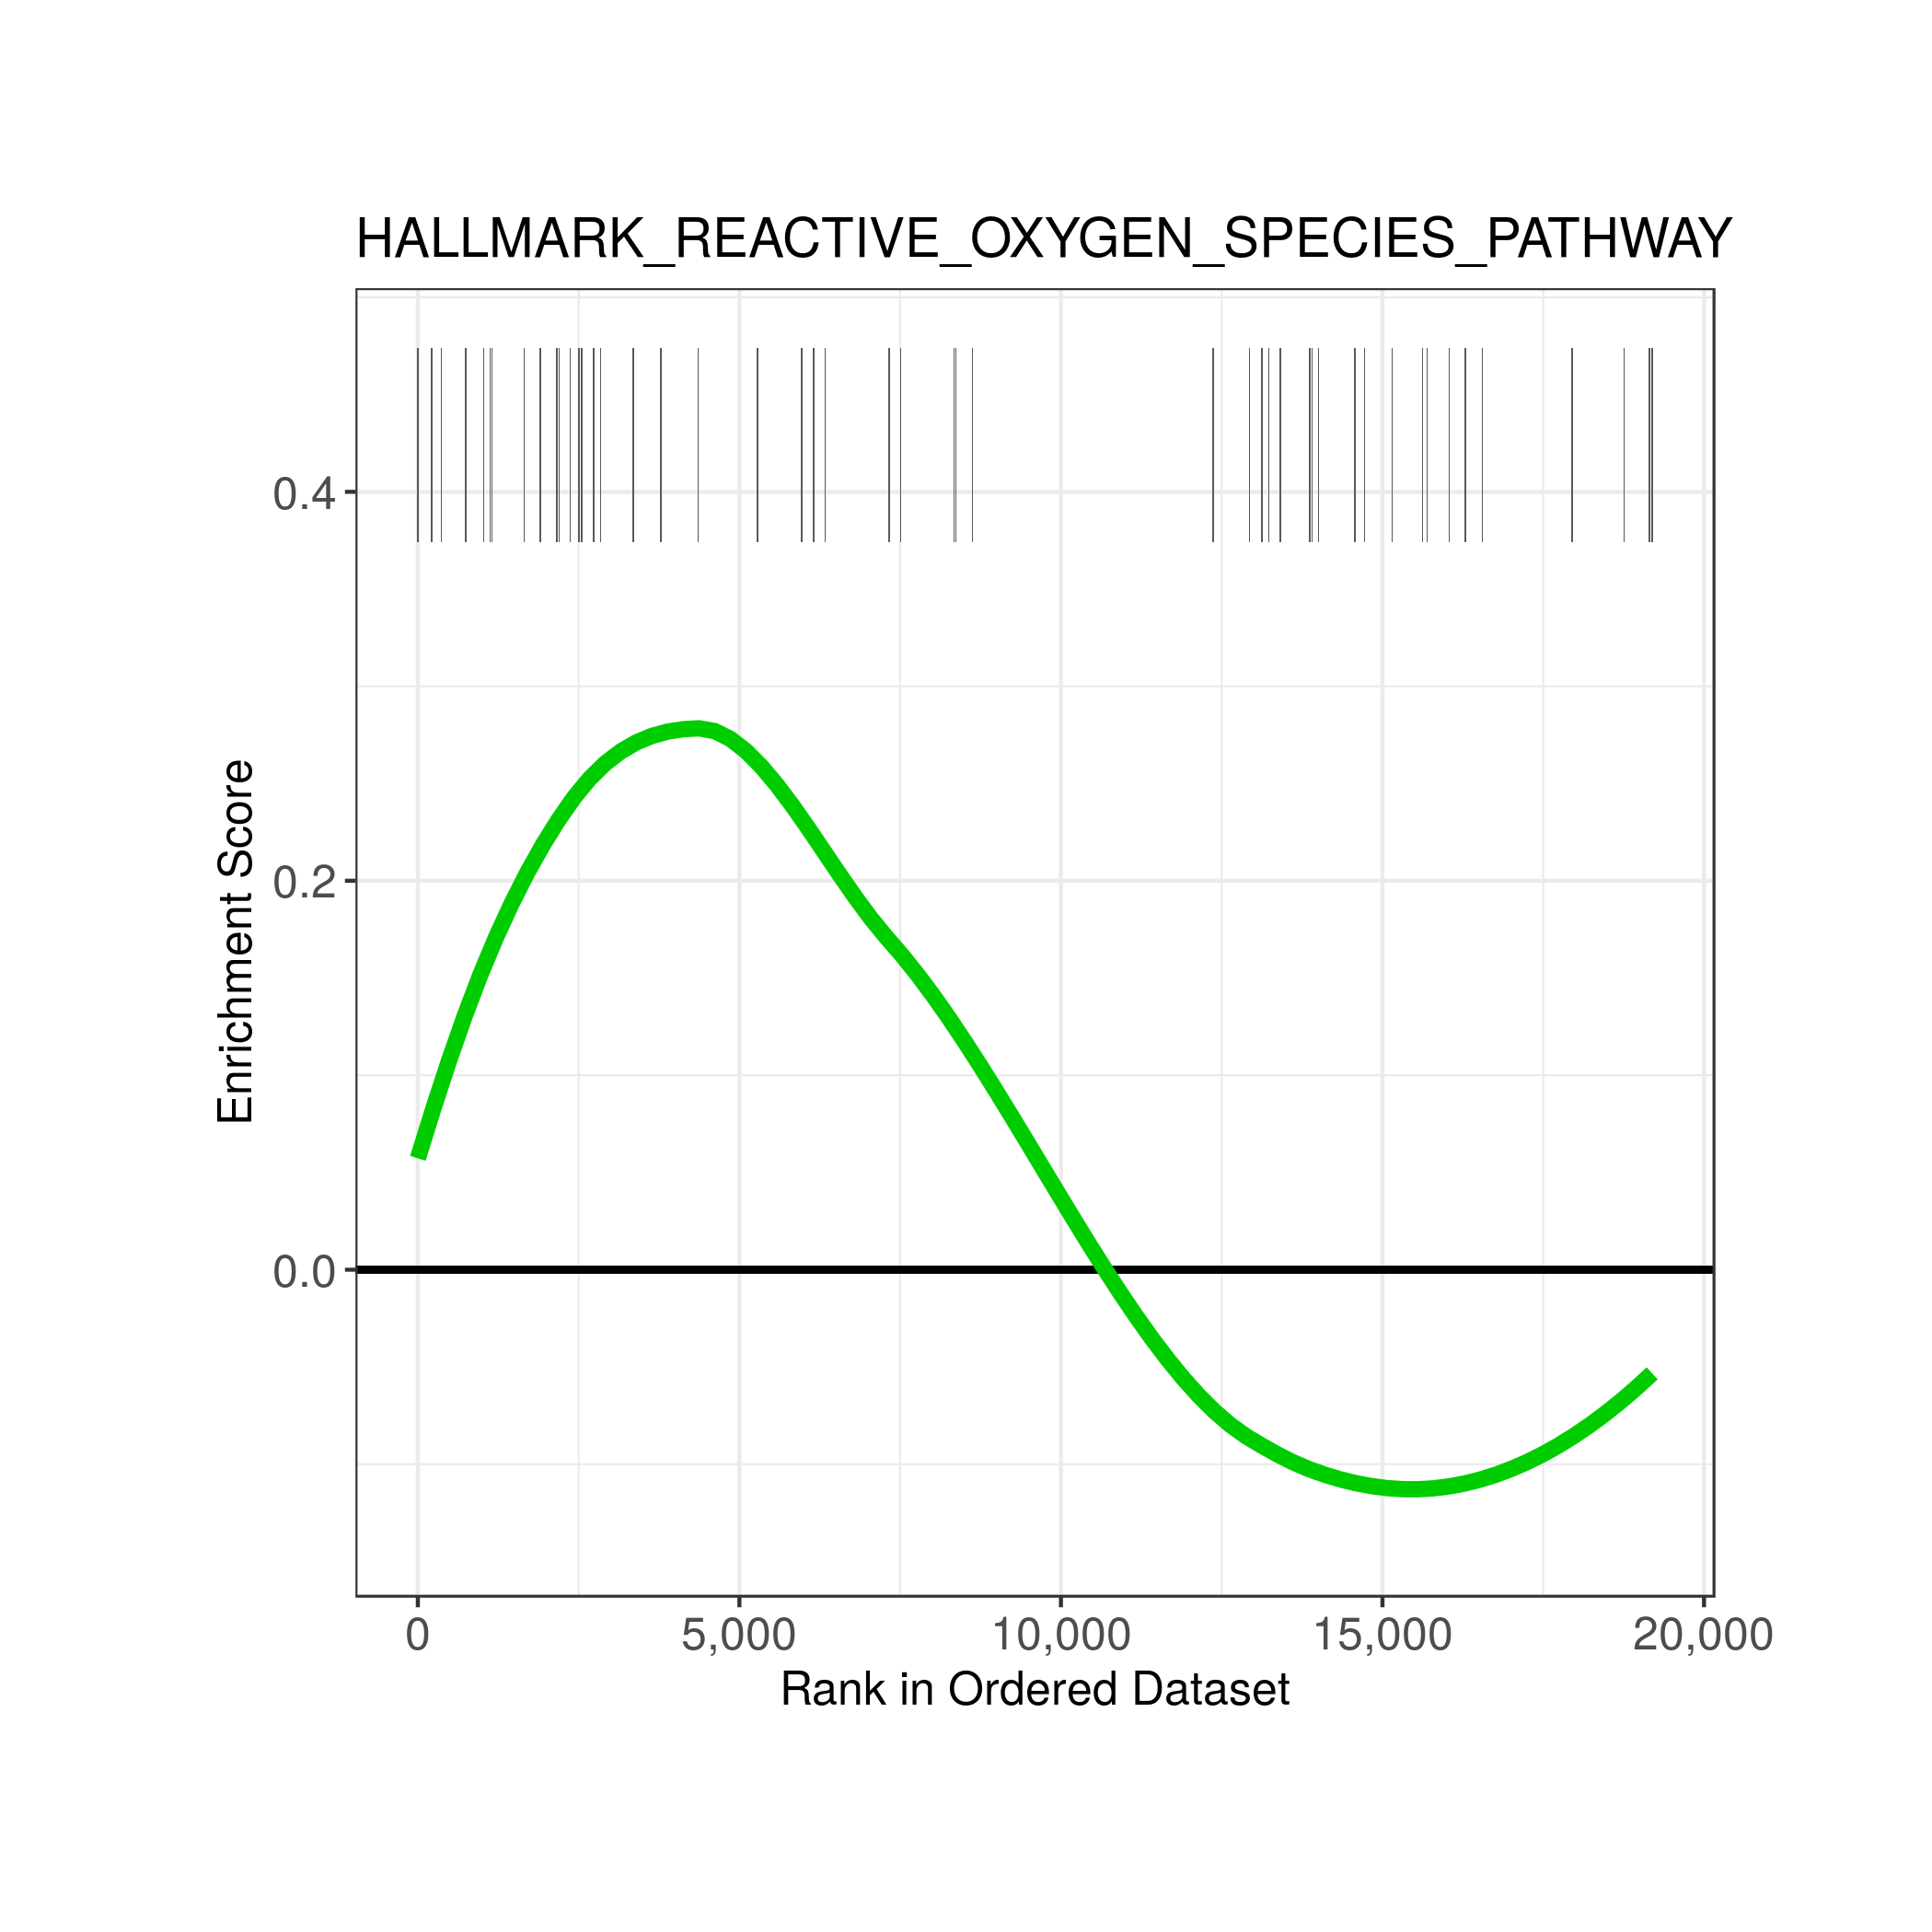 HALLMARK_REACTIVE_OXYGEN_SPECIES_PATHWAY
0.4
0.2
0.0
Enrichment Score
0 5,000 10,000 15,000 20,000
Rank in Ordered Dataset